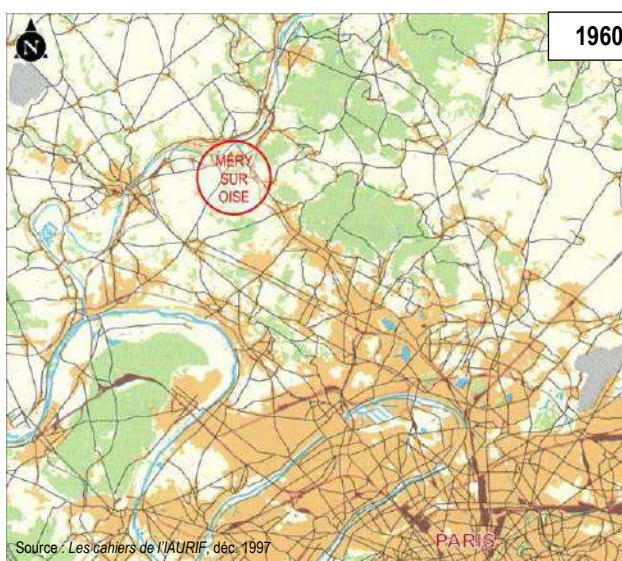 N
1960
MÉRY
SUR
OISE
PARIS
Source : Les cahiers de l'IAURIF, déc. 1997